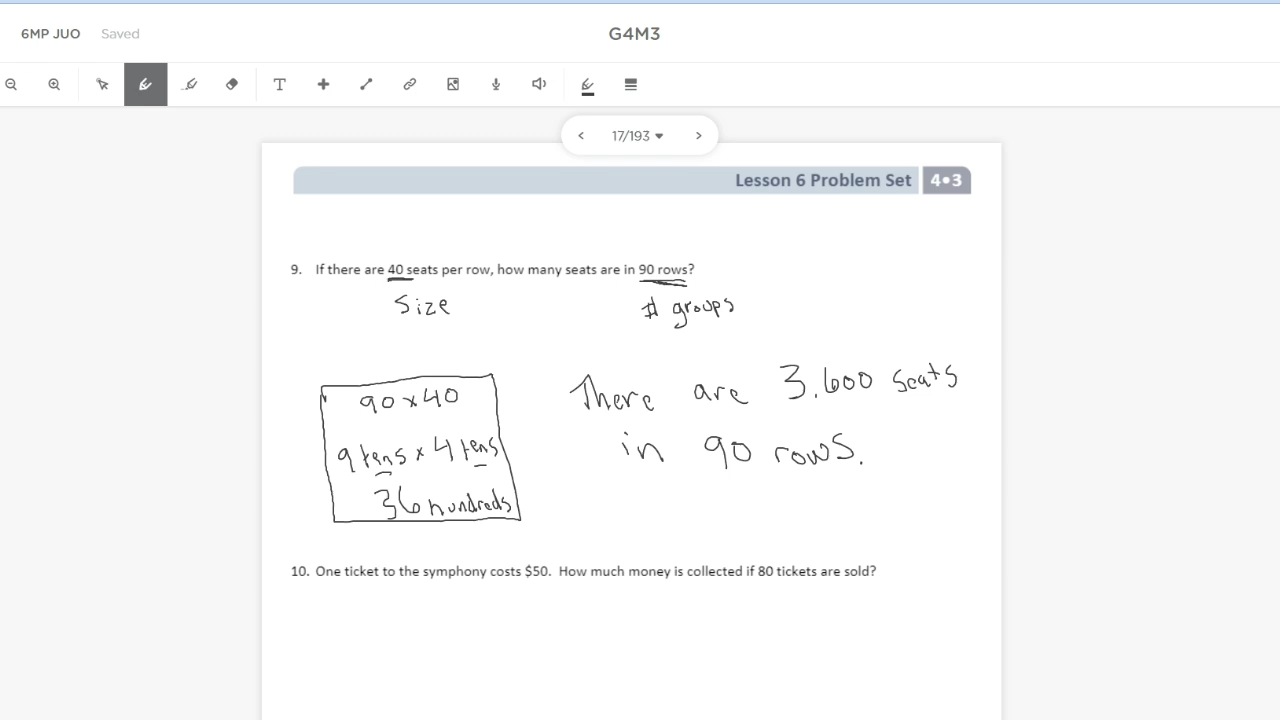 6MP JUO Saved G4M3
17/193
Lesson 6 Problem Set 4•3
9. If there are 40 seats per row, how many seats are in 90 rows?
Size # groups
90 x 40
9 tens x 4 tens
36 hundreds
There are 3,600 seats
in 90 rows.
10. One ticket to the symphony costs $50. How much money is collected if 80 tickets are sold?